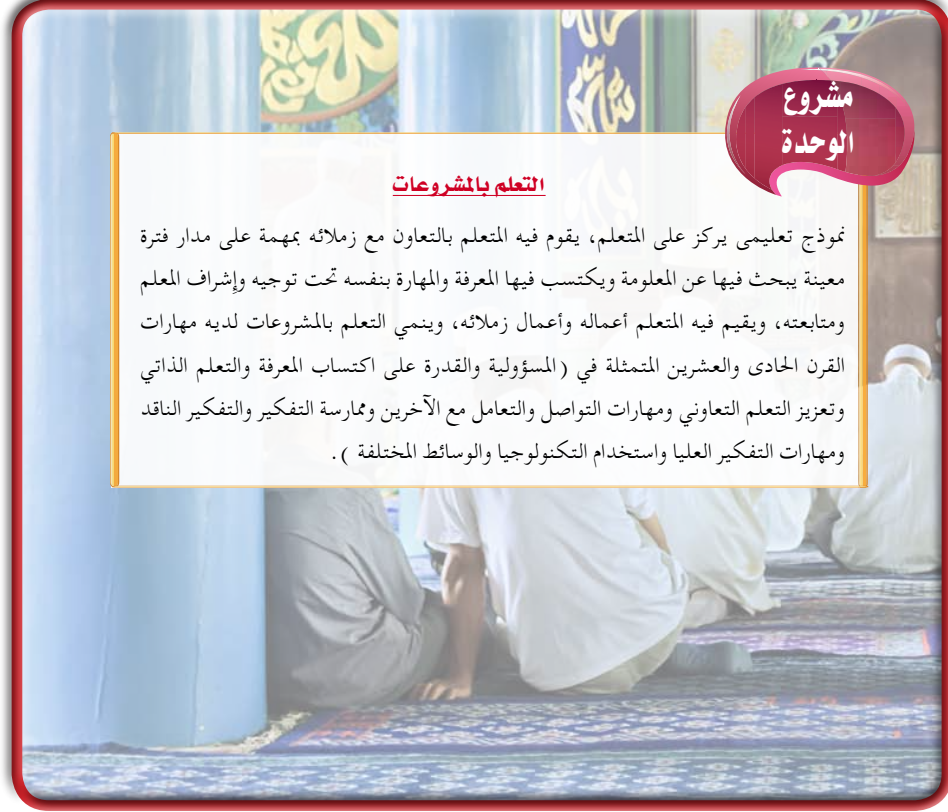 مشروع
الوحدة
التعلم بالمشروعات
نموذج تعليمى يركز على المتعلم، يقوم فيه المتعلم بالتعاون مع زملائه بمهمة على مدار فترة
معينة يبحث فيها عن المعلومة ويكتسب فيها المعرفة والمهارة بنفسه تحت توجيه وإشراف المعلم
ومتابعته، ويقيم فيه المتعلم أعماله وأعمال زملائه، وينمي التعلم بالمشروعات لديه مهارات
القرن الحادى والعشرين المتمثلة في (المسؤولية والقدرة على اكتساب المعرفة والتعلم الذاتي
وتعزيز التعلم التعاوني ومهارات التواصل والتعامل مع الآخرين وممارسة التفكير والتفكير الناقد
ومهارات التفكير العليا واستخدام التكنولوجيا والوسائط المختلفة ).